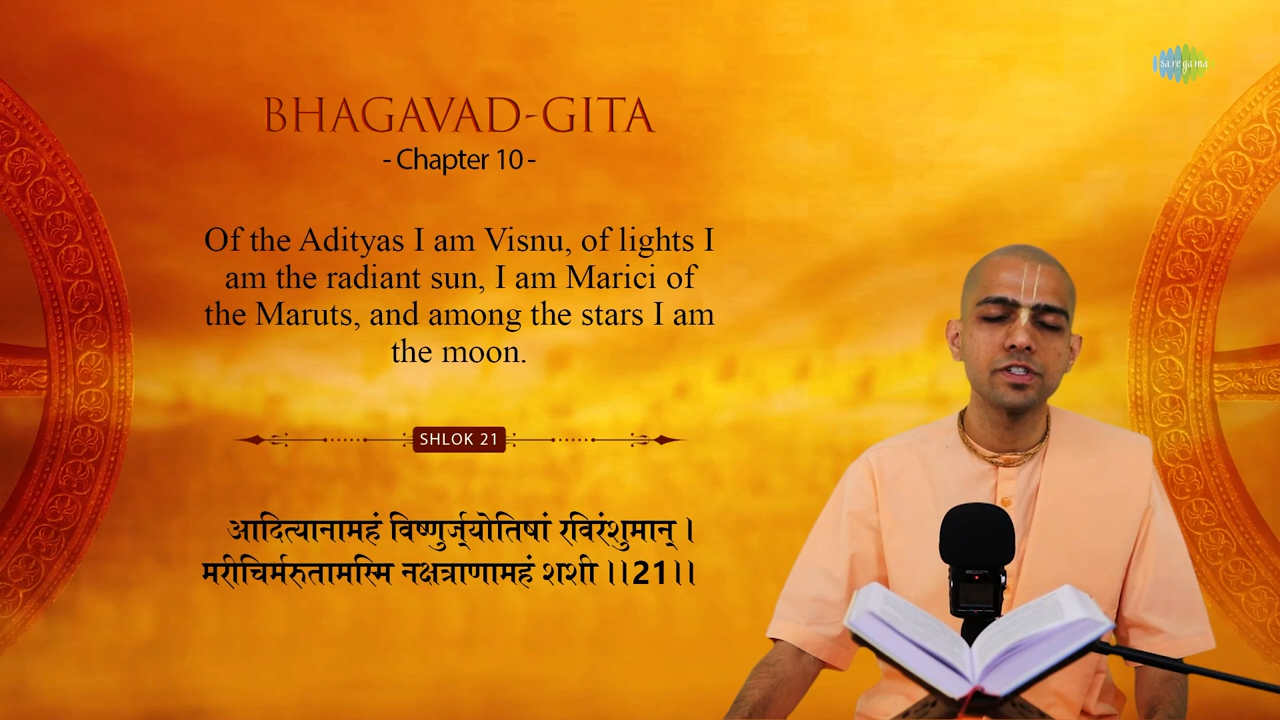 saregama
BHAGAVAD-GITA
- Chapter 10 -
Of the Adityas I am Visnu, of lights I
am the radiant sun, I am Marici of
the Maruts, and among the stars I am
the moon.
SHLOK 21
आदित्यानामहं विष्णुर्ज्योतिषां रविरंशुमान् ।
मरीचिर्मरुतामस्मि नक्षत्राणामहं शशी ।।21।।
zoom